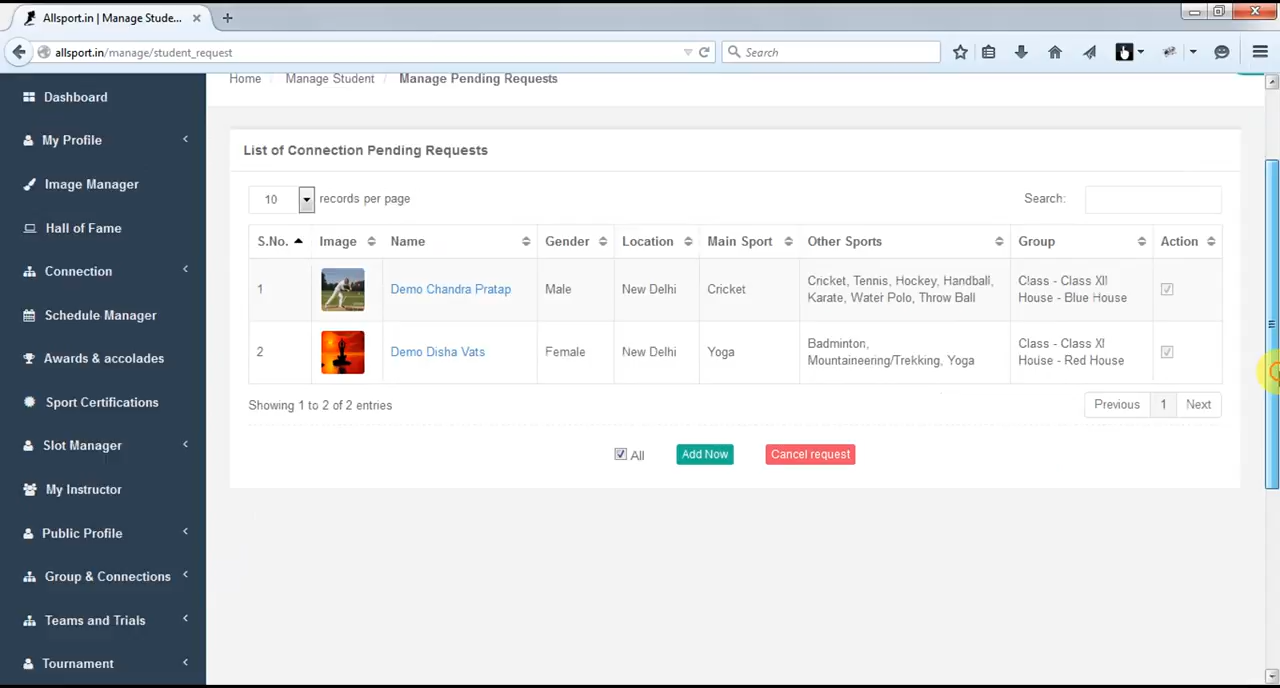 Allsport.in | Manage Stude...
allsport.in/manage/student_request
Search
Home / Manage Student / Manage Pending Requests
Dashboard
My Profile
Image Manager
Hall of Fame
Connection
Schedule Manager
Awards & accolades
Sport Certifications
Slot Manager
My Instructor
Public Profile
Group & Connections
Teams and Trials
Tournament
List of Connection Pending Requests
10 records per page
Search:
S.No. Image Name Gender Location Main Sport Other Sports Group Action
1 Demo Chandra Pratap Male New Delhi Cricket Cricket, Tennis, Hockey, Handball, Class - Class XII
Karate, Water Polo, Throw Ball House - Blue House
2 Demo Disha Vats Female New Delhi Yoga Badminton, Class - Class XI
Mountaineering/Trekking, Yoga House - Red House
Showing 1 to 2 of 2 entries
Previous 1 Next
All Add Now Cancel request